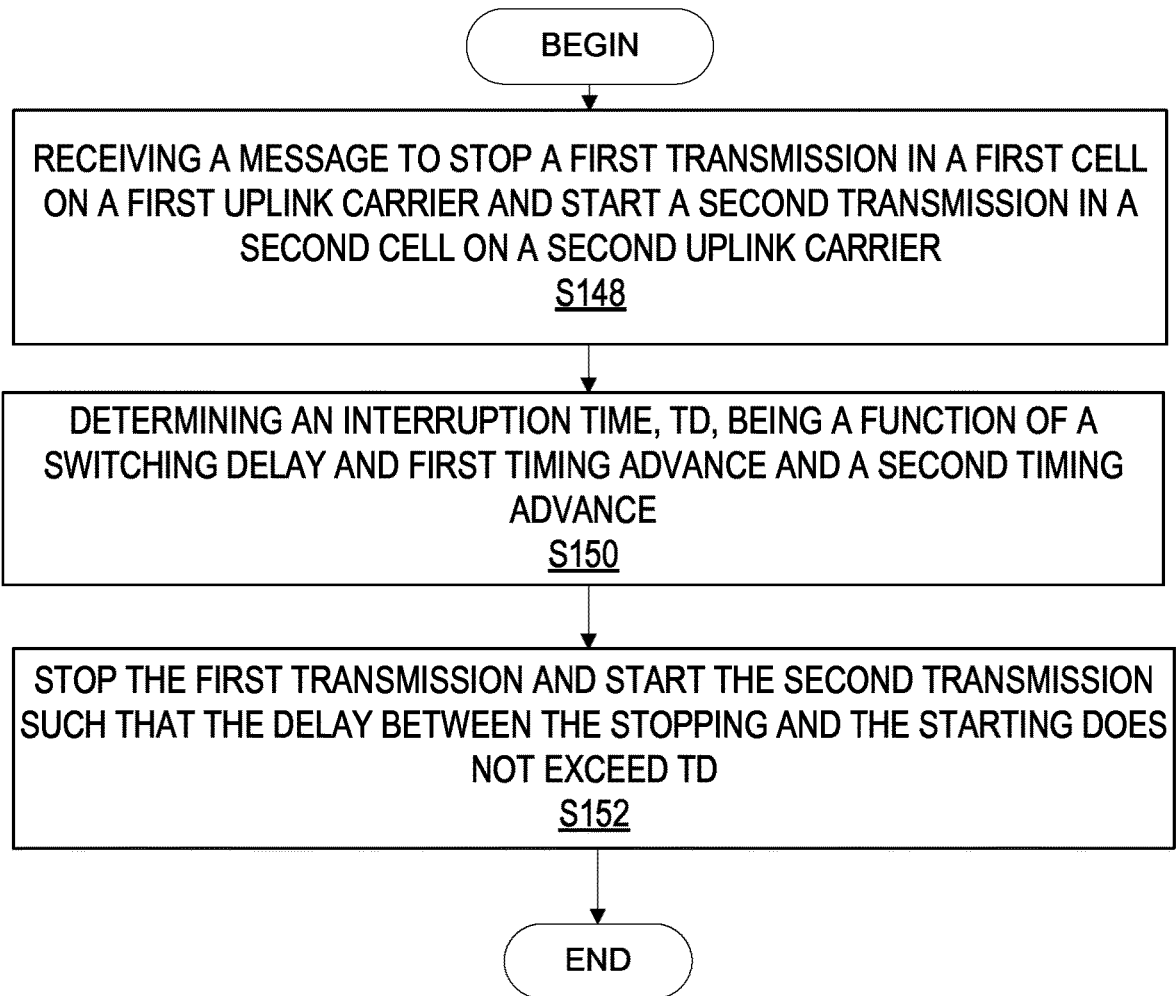 BEGIN
RECEIVING A MESSAGE TO STOP A FIRST TRANSMISSION IN A FIRST CELL
ON A FIRST UPLINK CARRIER AND START A SECOND TRANSMISSION IN A
SECOND CELL ON A SECOND UPLINK CARRIER
S148
DETERMINING AN INTERRUPTION TIME, TD, BEING A FUNCTION OF A
SWITCHING DELAY AND FIRST TIMING ADVANCE AND A SECOND TIMING
ADVANCE
S150
STOP THE FIRST TRANSMISSION AND START THE SECOND TRANSMISSION
SUCH THAT THE DELAY BETWEEN THE STOPPING AND THE STARTING DOES
NOT EXCEED TD
S152
END